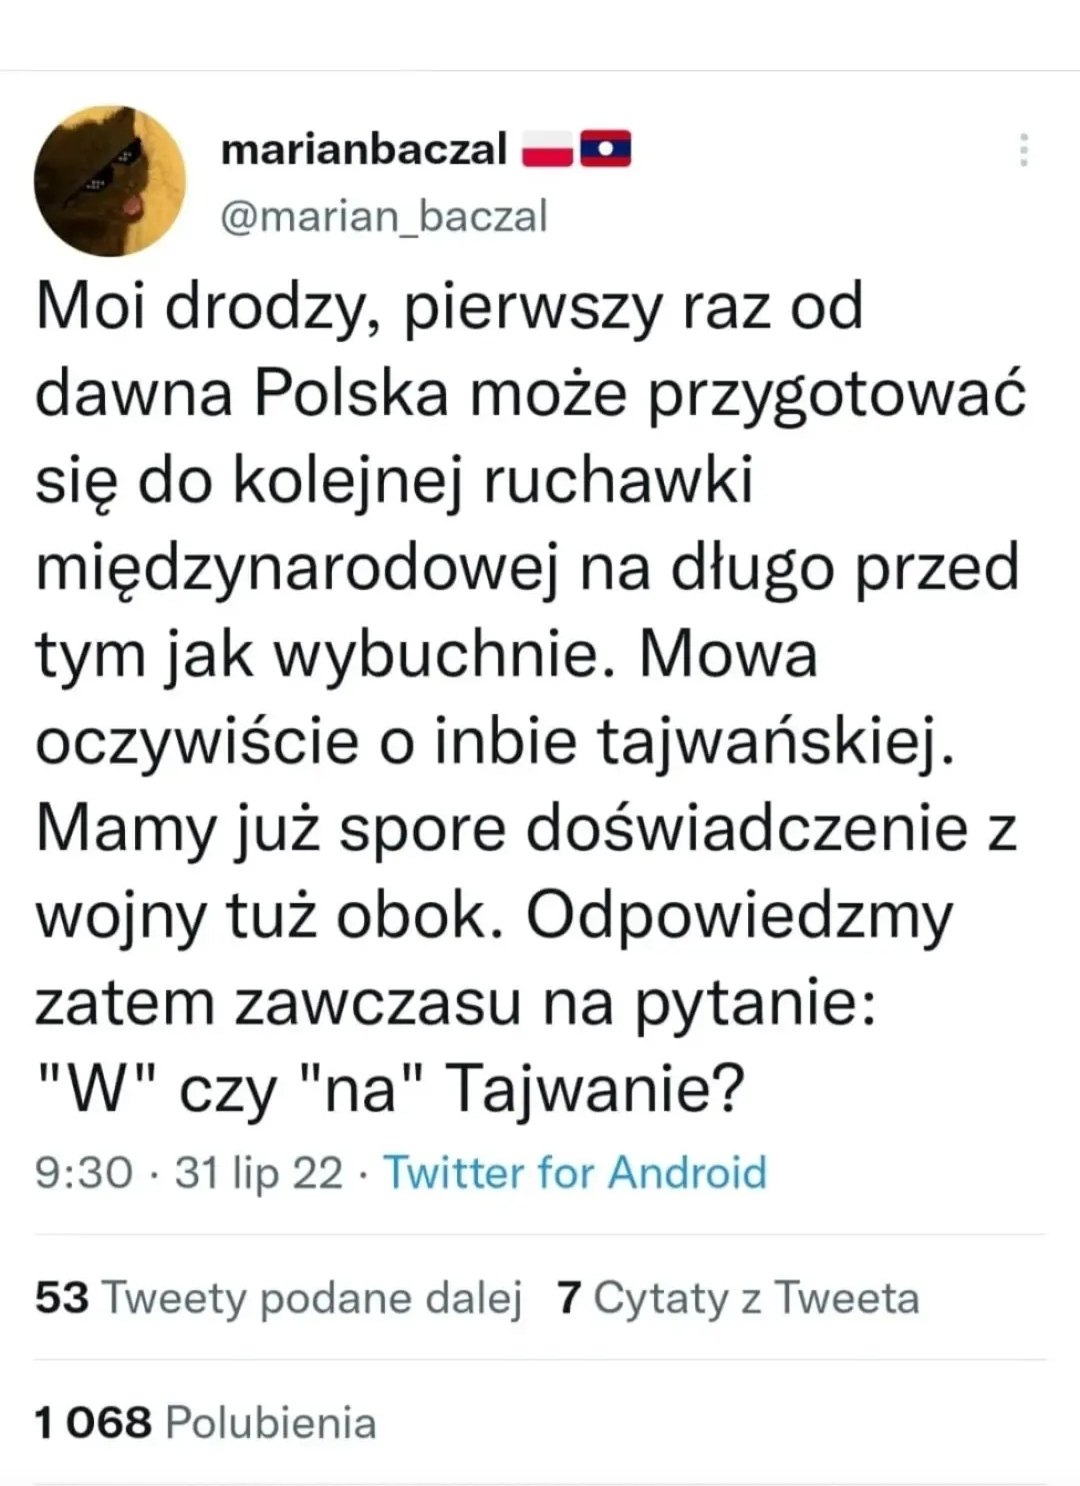 marianbaczal 🇵🇱🇱🇦
@marian_baczal
Moi drodzy, pierwszy raz od
dawna Polska może przygotować
się do kolejnej ruchawki
międzynarodowej na długo przed
tym jak wybuchnie. Mowa
oczywiście o inbie tajwańskiej.
Mamy już spore doświadczenie z
wojny tuż obok. Odpowiedzmy
zatem zawczasu na pytanie:
"W" czy "na" Tajwanie?
9:30 · 31 lip 22 · Twitter for Android
53 Tweety podane dalej 7 Cytaty z Tweeta
1 068 Polubienia